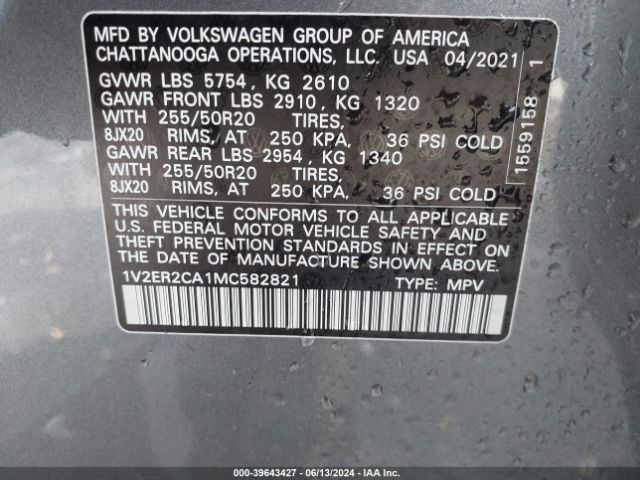 MFD BY VOLKSWAGEN GROUP OF AMERICA
CHATTANOOGA OPERATIONS, LLC. USA 04/2021
GVWR LBS 5754, KG 2610
GAWR FRONT LBS 2910, KG 1320
WITH 255/50R20 TIRES,
8JX20 RIMS, AT 250 KPA, 36 PSI COLD
GAWR REAR LBS 2954, KG 1340
WITH 255/50R20 TIRES,
8JX20 RIMS, AT 250 KPA, 36 PSI COLD
THIS VEHICLE CONFORMS TO ALL APPLICABLE
U.S. FEDERAL MOTOR VEHICLE SAFETY AND
THEFT PREVENTION STANDARDS IN EFFECT ON
THE DATE OF MANUFACTURE SHOWN ABOVE.
1V2ER2CA1MC582821 TYPE: MPV
1559158 1
000-39643427 - 06/13/2024 - IAA Inc.